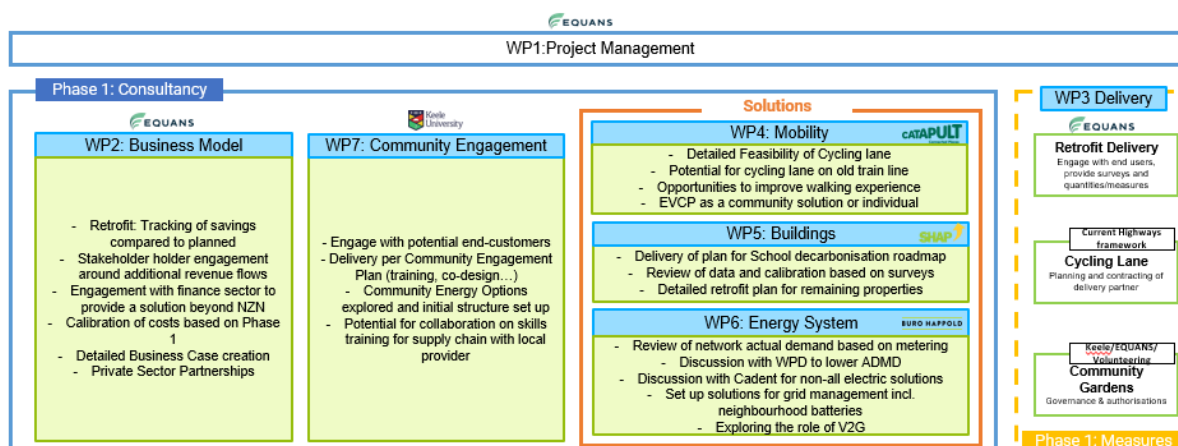 EQUANS
WP1:Project Management
Phase 1: Consultancy
EQUANS
WP2: Business Model
- Retrofit: Tracking of savings
compared to planned
- Stakeholder holder engagement
around additional revenue flows
- Engagement with finance sector to
provide a solution beyond NZN
- Calibration of costs based on Phase
1
- Detailed Business Case creation
- Private Sector Partnerships
Keele
University
WP7: Community Engagement
- Engage with potential end-customers
- Delivery per Community Engagement
Plan (training, co-design…)
- Community Energy Options
explored and initial structure set up
- Potential for collaboration on skills
training for supply chain with local
provider
Solutions
WP4: Mobility
CATAPULT
- Detailed Feasibility of Cycling lane
- Potential for cycling lane on old train line
- Opportunities to improve walking experience
- EVCP as a community solution or individual
WP5: Buildings
SHAP
- Delivery of plan for School decarbonisation roadmap
- Review of data and calibration based on surveys
- Detailed retrofit plan for remaining properties
WP6: Energy System
BURO HAPPOLD
- Review of network actual demand based on metering
- Discussion with WPD to lower ADMD
- Discussion with Cadent for non-all electric solutions
- Set up solutions for grid management incl.
neighbourhood batteries
- Exploring the role of V2G
WP3 Delivery
EQUANS
Retrofit Delivery
Engage with end users,
provide surveys and
quantities/measures
Current Highways
framework
Cycling Lane
Planning and contracting of
delivery partner
Keele/EQUANS/
Volunteering
Community
Gardens
Governance & authorisations
Phase 1: Measures